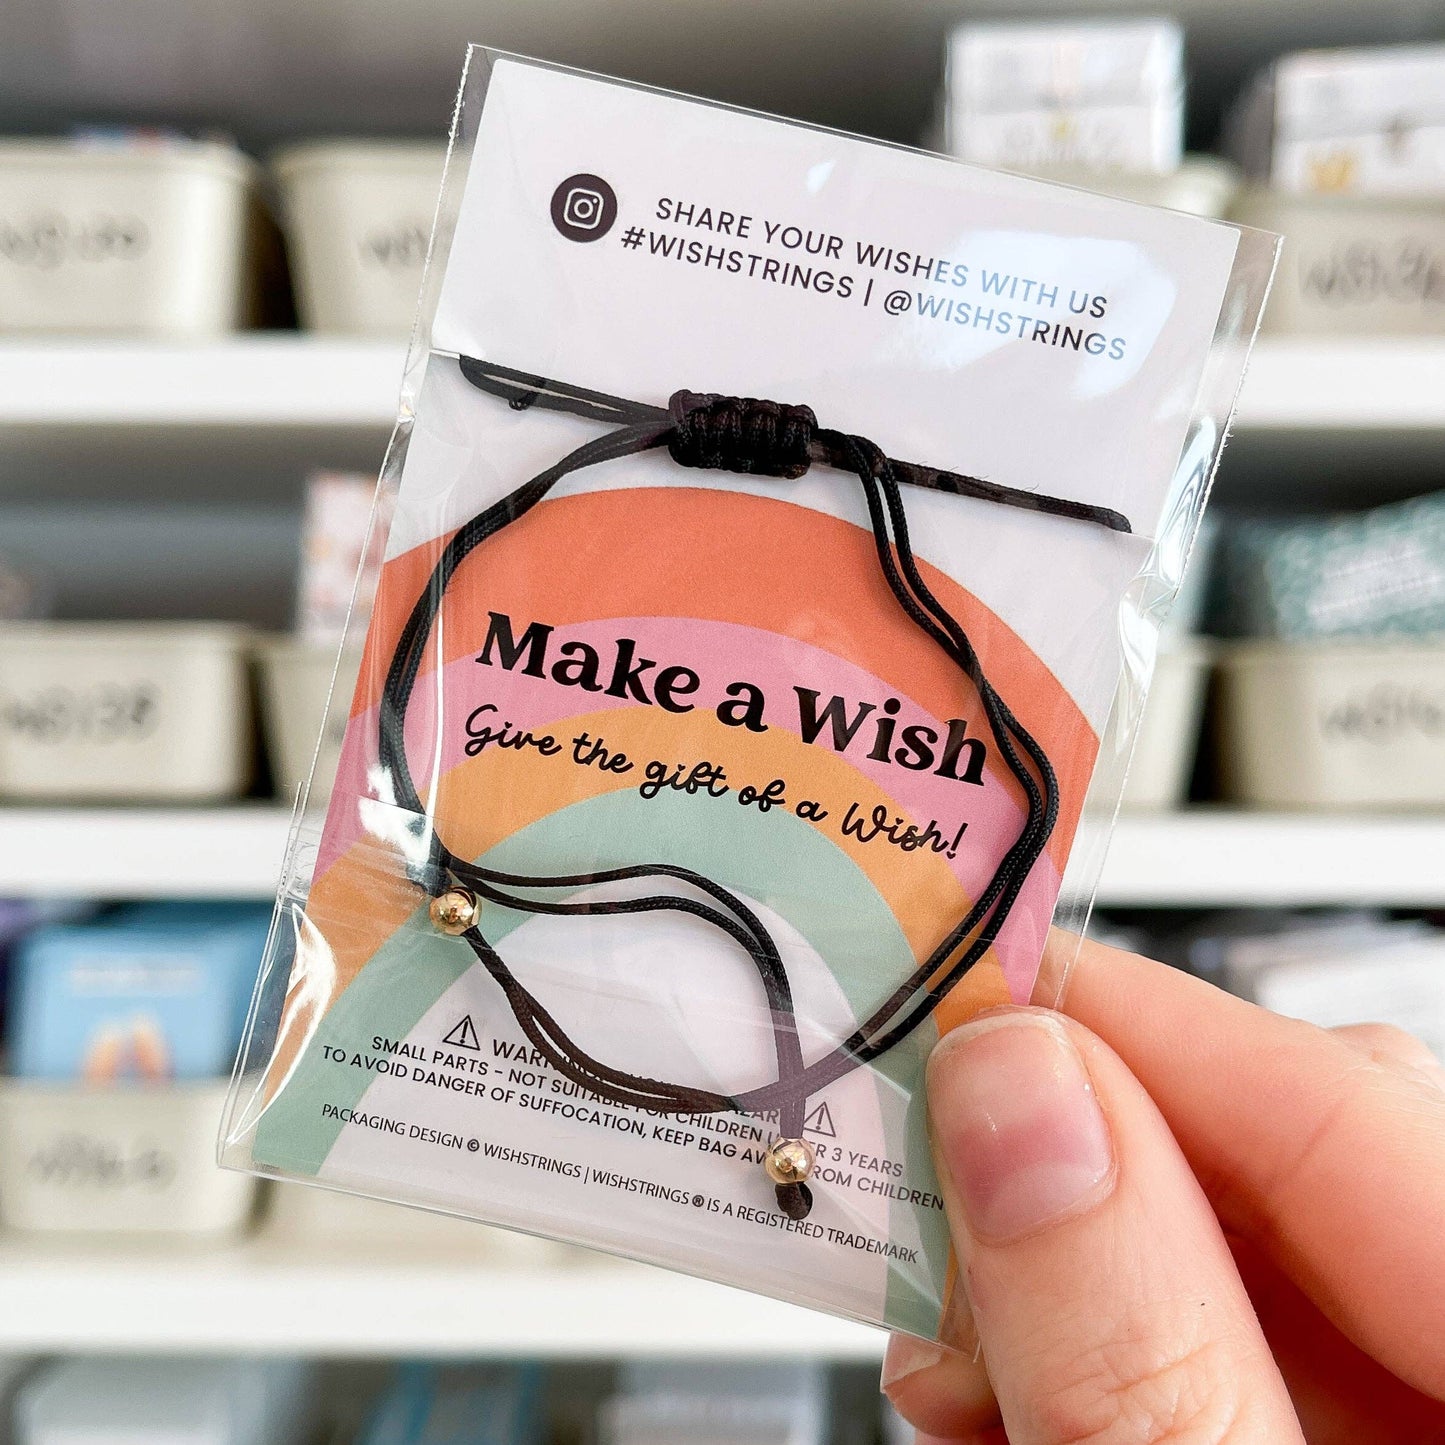 SHARE YOUR WISHES WITH US
#WISHSTRINGS | @WISHSTRINGS
Make a Wish
Give the gift of a Wish!
SMALL PARTS - NOT SUITABLE FOR CHILDREN 3 YEARS
TO AVOID DANGER OF SUFFOCATION, KEEP BAG FROM CHILDREN
PACKAGING DESIGN © WISHSTRINGS | WISHSTRINGS ® IS A REGISTERED TRADEMARK